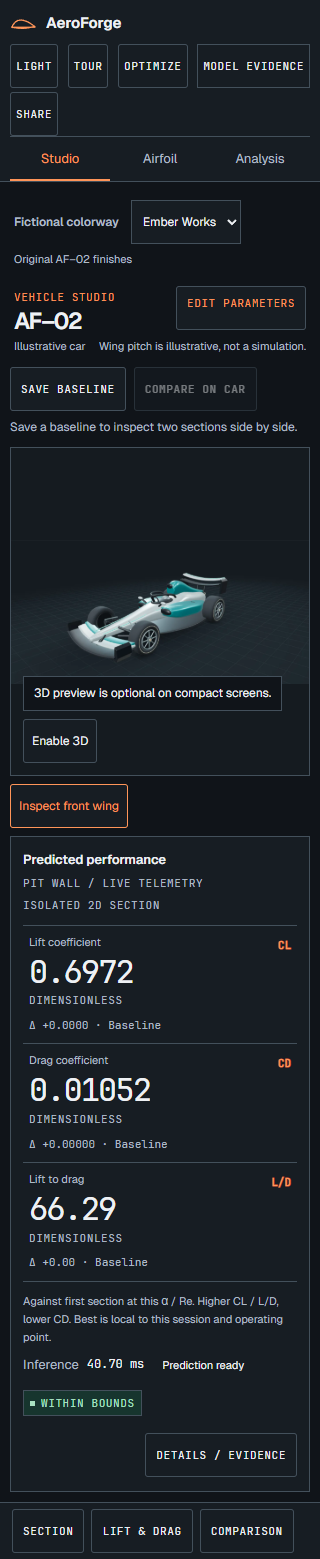 AeroForge
LIGHT
TOUR
OPTIMIZE
MODEL EVIDENCE
SHARE
Studio
Airfoil
Analysis
Fictional colorway
Ember Works
Original AF–02 finishes
VEHICLE STUDIO
AF–02
EDIT PARAMETERS
Illustrative car
Wing pitch is illustrative, not a simulation.
SAVE BASELINE
COMPARE ON CAR
Save a baseline to inspect two sections side by side.
3D preview is optional on compact screens.
Enable 3D
Inspect front wing
Predicted performance
PIT WALL / LIVE TELEMETRY
ISOLATED 2D SECTION
Lift coefficient
CL
0.6972
DIMENSIONLESS
Δ +0.0000 · Baseline
Drag coefficient
CD
0.01052
DIMENSIONLESS
Δ +0.00000 · Baseline
Lift to drag
L/D
66.29
DIMENSIONLESS
Δ +0.00 · Baseline
Against first section at this α / Re. Higher CL / L/D,
lower CD. Best is local to this session and operating
point.
Inference 40.70 ms Prediction ready
WITHIN BOUNDS
DETAILS / EVIDENCE
SECTION
LIFT & DRAG
COMPARISON